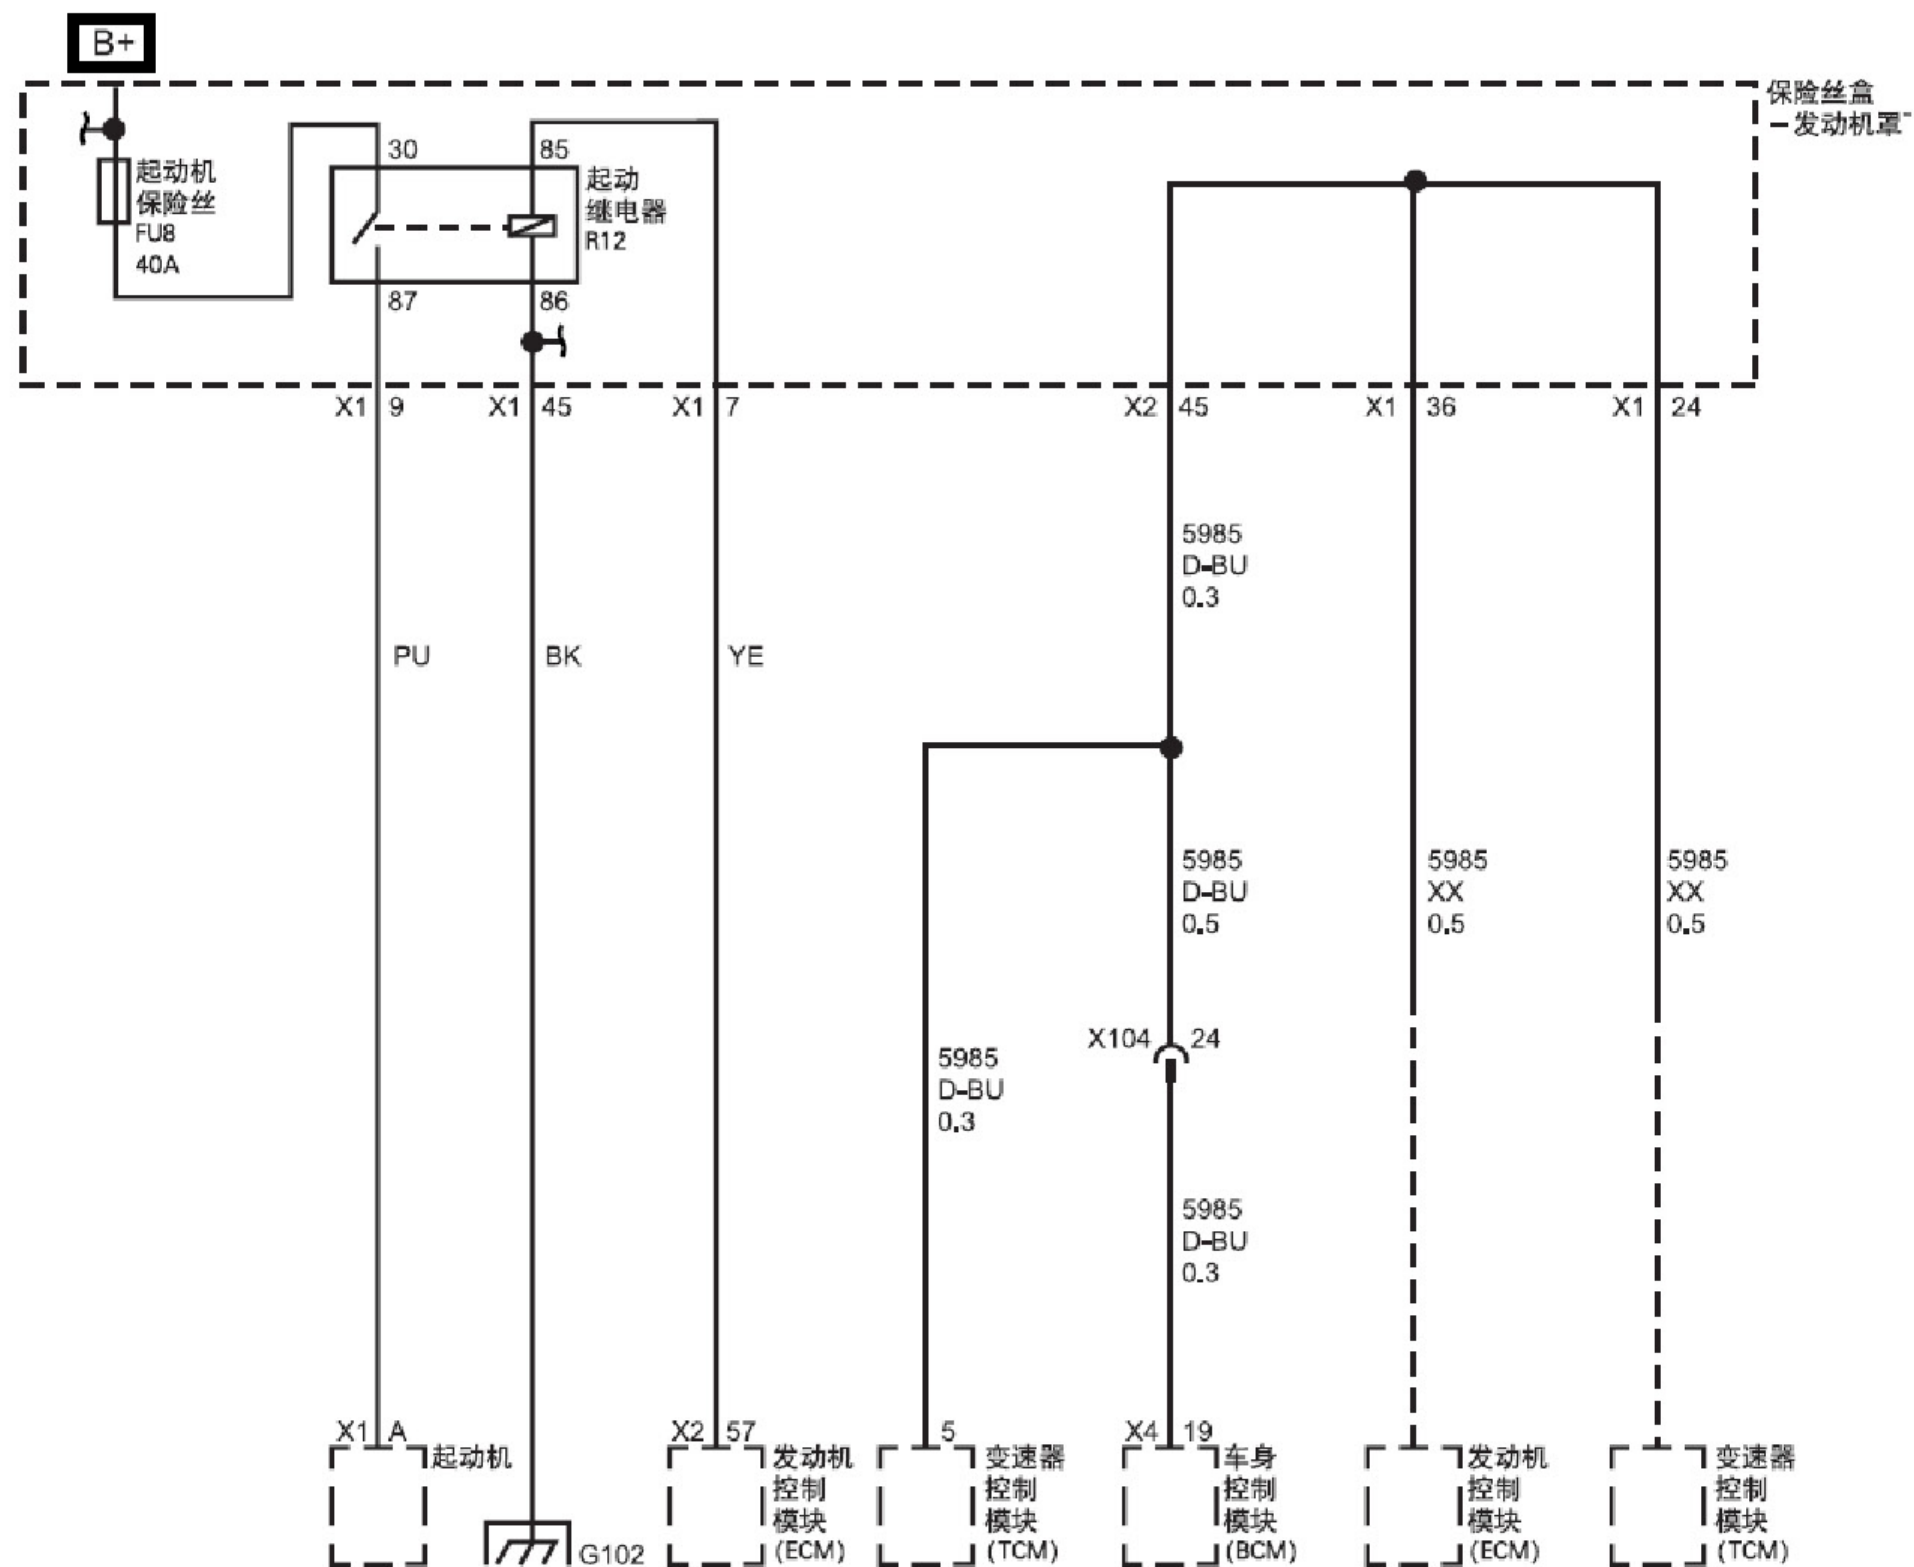 B+
保险丝盒
-发动机罩
起动机
保险丝
FU8
40A
30
85
起动
继电器
R12
87
86
X1 9
X1 45
X1 7
X2 45
X1 36
X1 24
5985
D-BU
0.3
PU
BK
YE
5985
D-BU
0.5
5985
XX
0.5
5985
XX
0.5
X104 24
5985
D-BU
0.3
5985
D-BU
0.3
X1 A
起动机
G102
X2 57
发动机
控制
模块
(ECM)
5
变速器
控制
模块
(TCM)
X4 19
车身
控制
模块
(BCM)
发动机
控制
模块
(ECM)
变速器
控制
模块
(TCM)